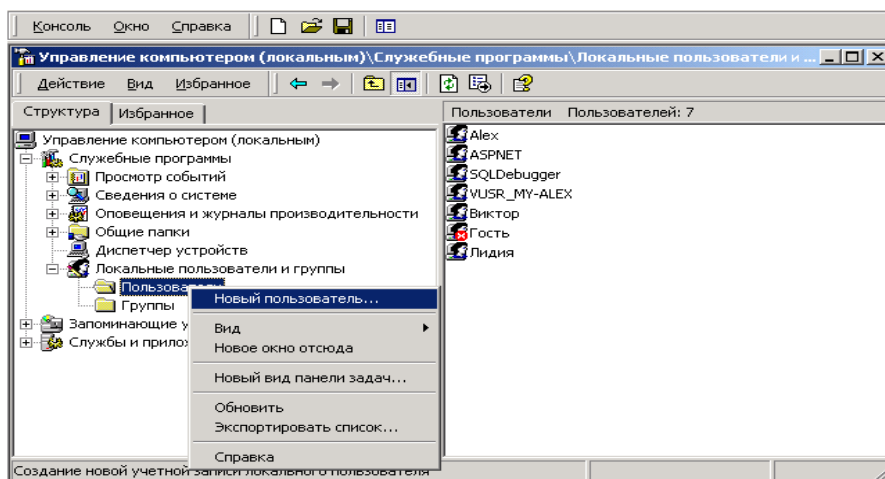 Консоль Окно Справка
Управление компьютером (локальным)\Служебные программы\Локальные пользователи и ...
Действие Вид Избранное
Структура Избранное
Пользователи Пользователей: 7
Управление компьютером (локальным)
Служебные программы
Просмотр событий
Сведения о системе
Оповещения и журналы производительности
Общие папки
Диспетчер устройств
Локальные пользователи и группы
Группы
Запоминающие у
Службы и
Alex
ASPNET
SQLDebugger
VUSR_MY-ALEX
Виктор
Гость
Лидия
Новый пользователь...
Вид
Новое окно отсюда
Новый вид панели задач...
Обновить
Экспортировать список...
Справка
Создание новой учетной записи локального пользователя